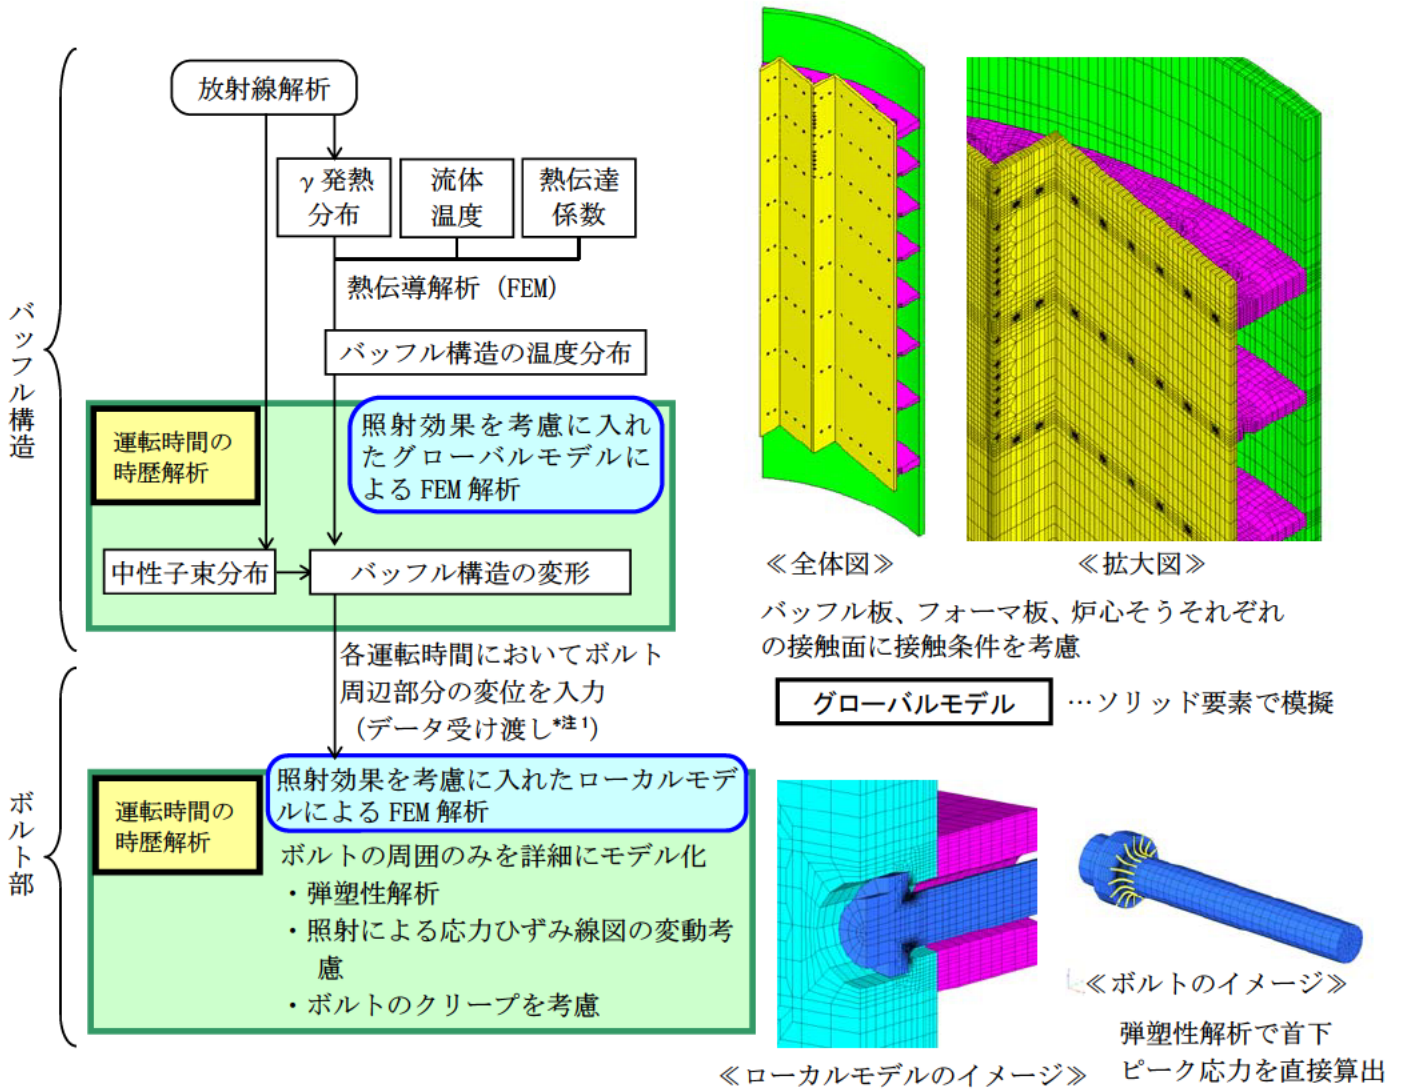 バッフル構造
放射線解析
γ発熱
分布
流体
温度
熱伝達
係数
熱伝導解析（FEM）
バッフル構造の温度分布
運転時間の
時歴解析
照射効果を考慮に入れ
たグローバルモデルに
よる FEM 解析
中性子束分布
バッフル構造の変形
各運転時間においてボルト
周辺部分の変位を入力
（データ受け渡し*注1）
ボルト部
運転時間の
時歴解析
照射効果を考慮に入れたローカルモデ
ルによる FEM 解析
ボルトの周囲のみを詳細にモデル化
・弾塑性解析
・照射による応力ひずみ線図の変動考
慮
・ボルトのクリープを考慮
≪全体図≫
≪拡大図≫
バッフル板、フォーマ板、炉心そうそれぞれ
の接触面に接触条件を考慮
グローバルモデル
…ソリッド要素で模擬
≪ローカルモデルのイメージ≫
≪ボルトのイメージ≫
弾塑性解析で首下
ピーク応力を直接算出